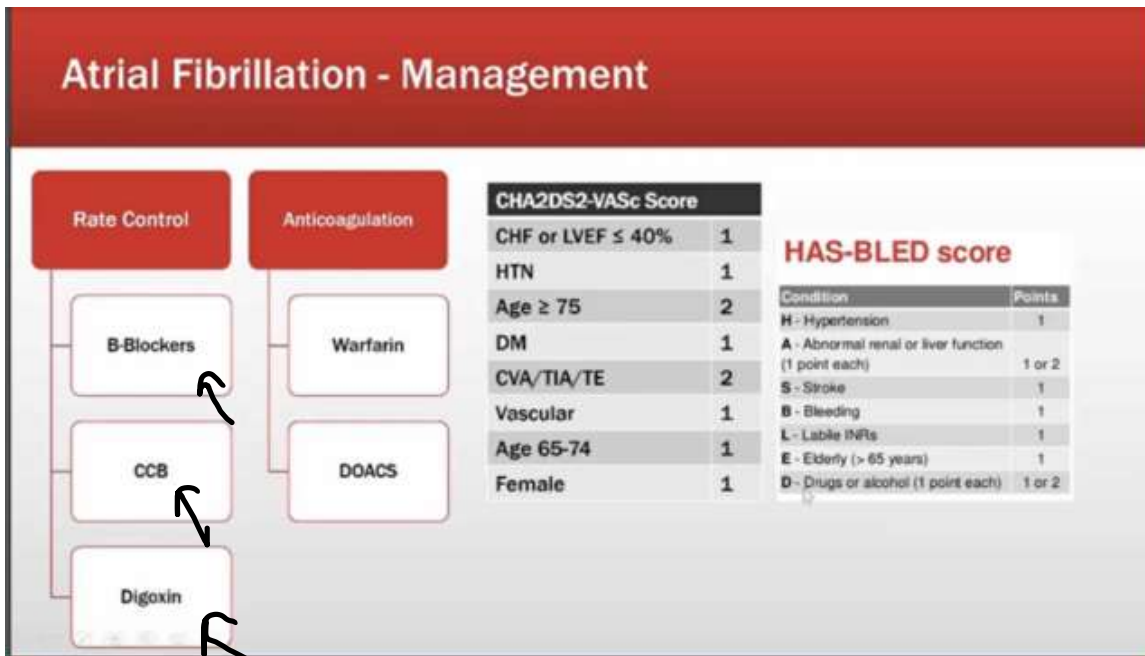 Atrial Fibrillation - Management
Rate Control
B-Blockers
CCB
Digoxin
Anticoagulation
Warfarin
DOACS
CHA2DS2-VASc Score
CHF or LVEF ≤ 40% 1
HTN 1
Age ≥ 75 2
DM 1
CVA/TIA/TE 2
Vascular 1
Age 65-74 1
Female 1
HAS-BLED score
Condition Points
H - Hypertension 1
A - Abnormal renal or liver function
(1 point each) 1 or 2
S - Stroke 1
B - Bleeding 1
L - Labile INRs 1
E - Elderly (> 65 years) 1
D - Drugs or alcohol (1 point each) 1 or 2